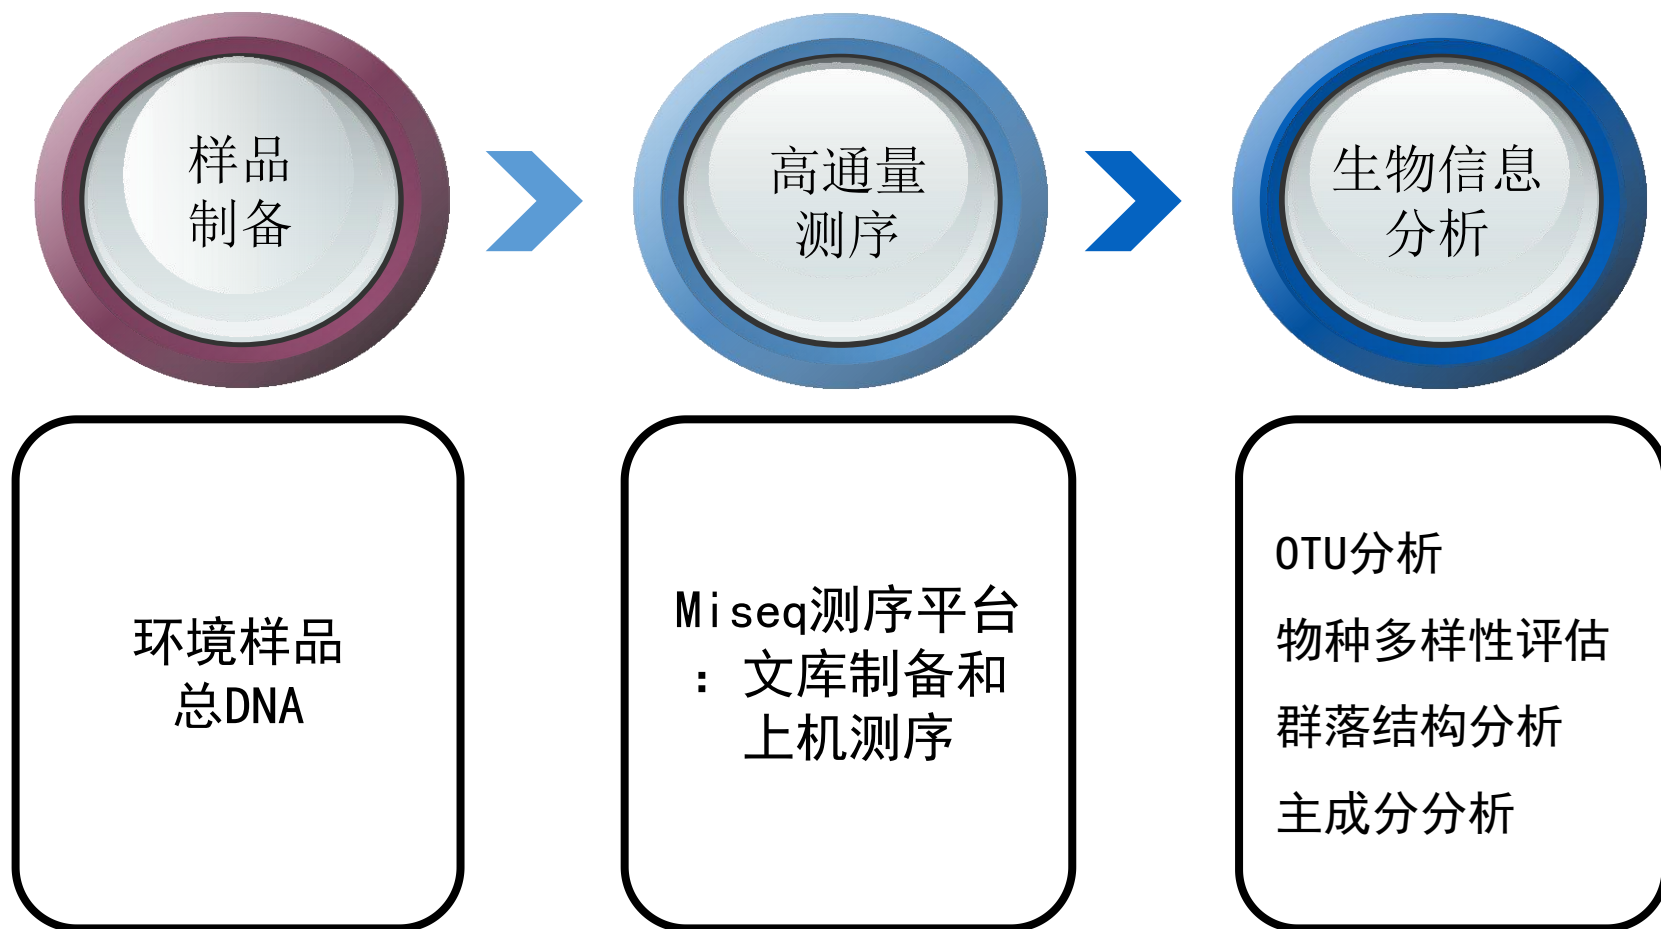 样品
制备
高通量
测序
生物信息
分析
环境样品
总DNA
Miseq测序平台
：文库制备和
上机测序
OTU分析
物种多样性评估
群落结构分析
主成分分析